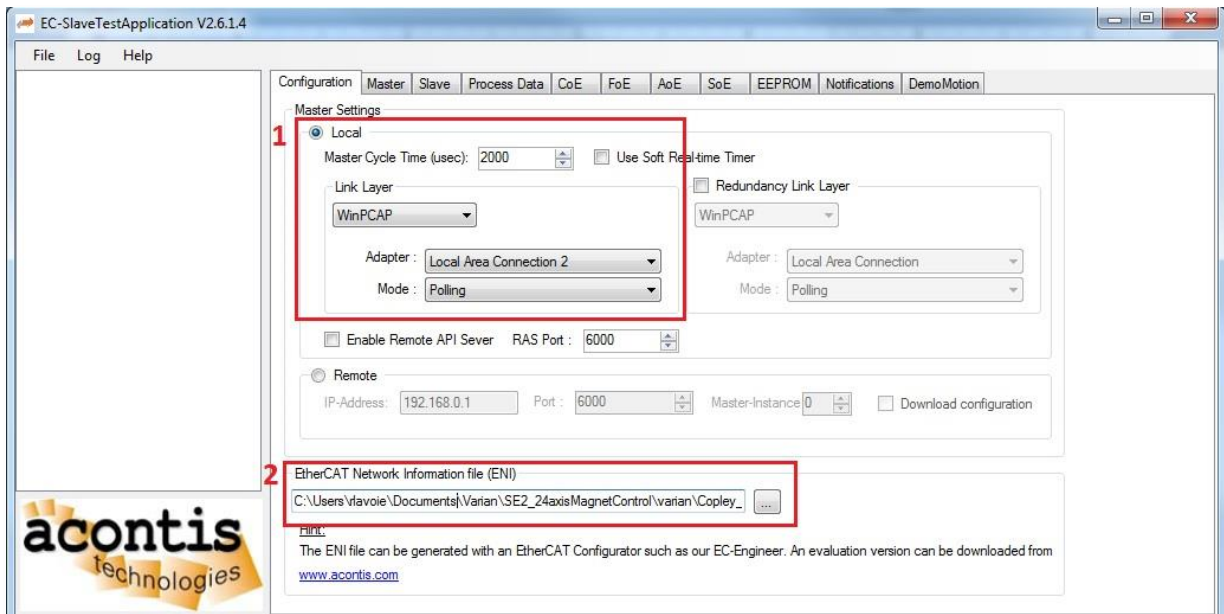 EC-SlaveTestApplication V2.6.1.4
File Log Help
Configuration Master Slave Process Data CoE FoE AoE SoE EEPROM Notifications DemoMotion
Master Settings
1
Local
Master Cycle Time (usec): 2000 Use Soft Real-time Timer
Link Layer Redundancy Link Layer
WinPCAP WinPCAP
Adapter : Local Area Connection 2 Adapter : Local Area Connection
Mode : Polling Mode : Polling
Enable Remote API Sever RAS Port : 6000
Remote
IP-Address: 192.168.0.1 Port : 6000 Master-Instance 0 Download configuration
2
EtherCAT Network Information file (ENI)
C:\Users\rlavoie\Documents\Varian\SE2_24axisMagnetControl\varian\Copley_ ...
Hint:
The ENI file can be generated with an EtherCAT Configurator such as our EC-Engineer. An evaluation version can be downloaded from
www.acontis.com
acontis
technologies